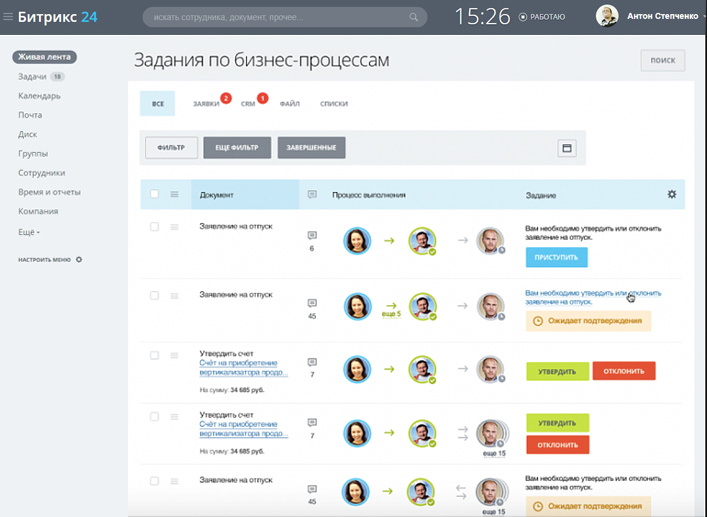 Битрикс 24
искать сотрудника, документ, прочее...
15:26
РАБОТАЮ
Антон Степченко
Живая лента
Задачи 18
Календарь
Почта
Диск
Группы
Сотрудники
Время и отчеты
Компания
Ещё
НАСТРОИТЬ МЕНЮ
Задания по бизнес-процессам
ПОИСК
ВСЕ
ЗАЯВКИ 2
CRM 1
ФАЙЛ
СПИСКИ
ФИЛЬТР
ЕЩЕ ФИЛЬТР
ЗАВЕРШЕННЫЕ
Документ
Процесс выполнения
Задание
Заявление на отпуск
6
Вам необходимо утвердить или отклонить
заявление на отпуск.
ПРИСТУПИТЬ
Заявление на отпуск
45
еще 5
Вам необходимо утвердить или отклонить
заявление на отпуск.
Ожидает подтверждения
Утвердить счет
Счёт на приобретение
вертикализатора продо...
На сумму: 34 685 руб.
7
УТВЕРДИТЬ
ОТКЛОНИТЬ
Утвердить счет
Счёт на приобретение
вертикализатора продо...
На сумму: 34 685 руб.
7
еще 15
УТВЕРДИТЬ
ОТКЛОНИТЬ
Заявление на отпуск
45
еще 15
Вам необходимо утвердить или отклонить
заявление на отпуск.
Ожидает подтверждения